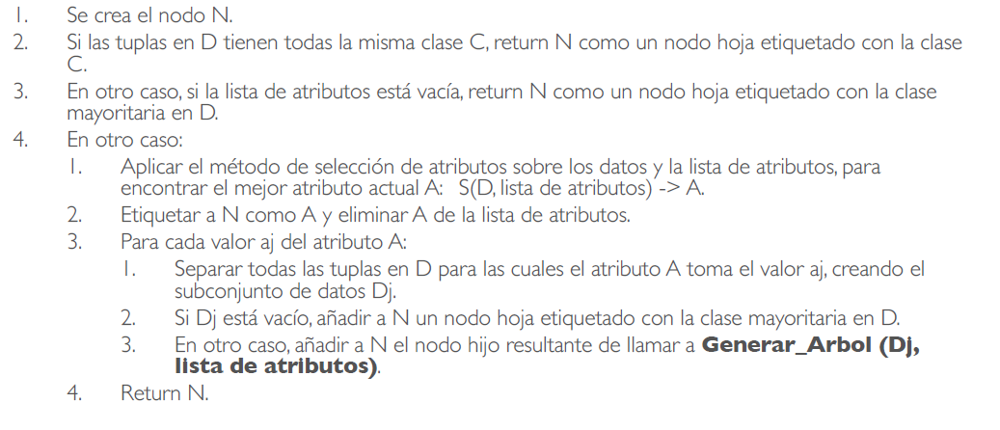 1. Se crea el nodo N.
2. Si las tuplas en D tienen todas la misma clase C, return N como un nodo hoja etiquetado con la clase
C.
3. En otro caso, si la lista de atributos está vacía, return N como un nodo hoja etiquetado con la clase
mayoritaria en D.
4. En otro caso:
1. Aplicar el método de selección de atributos sobre los datos y la lista de atributos, para
encontrar el mejor atributo actual A: S(D, lista de atributos) -> A.
2. Etiquetar a N como A y eliminar A de la lista de atributos.
3. Para cada valor aj del atributo A:
1. Separar todas las tuplas en D para las cuales el atributo A toma el valor aj, creando el
subconjunto de datos Dj.
2. Si Dj está vacío, añadir a N un nodo hoja etiquetado con la clase mayoritaria en D.
3. En otro caso, añadir a N el nodo hijo resultante de llamar a Generar_Arbol (Dj,
lista de atributos).
4. Return N.